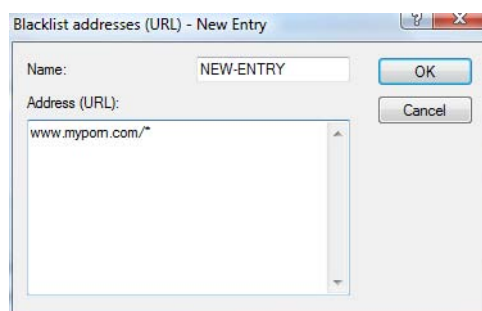 Blacklist addresses (URL) - New Entry
Name:
NEW-ENTRY
OK
Address (URL):
Cancel
www.myporn.com/*